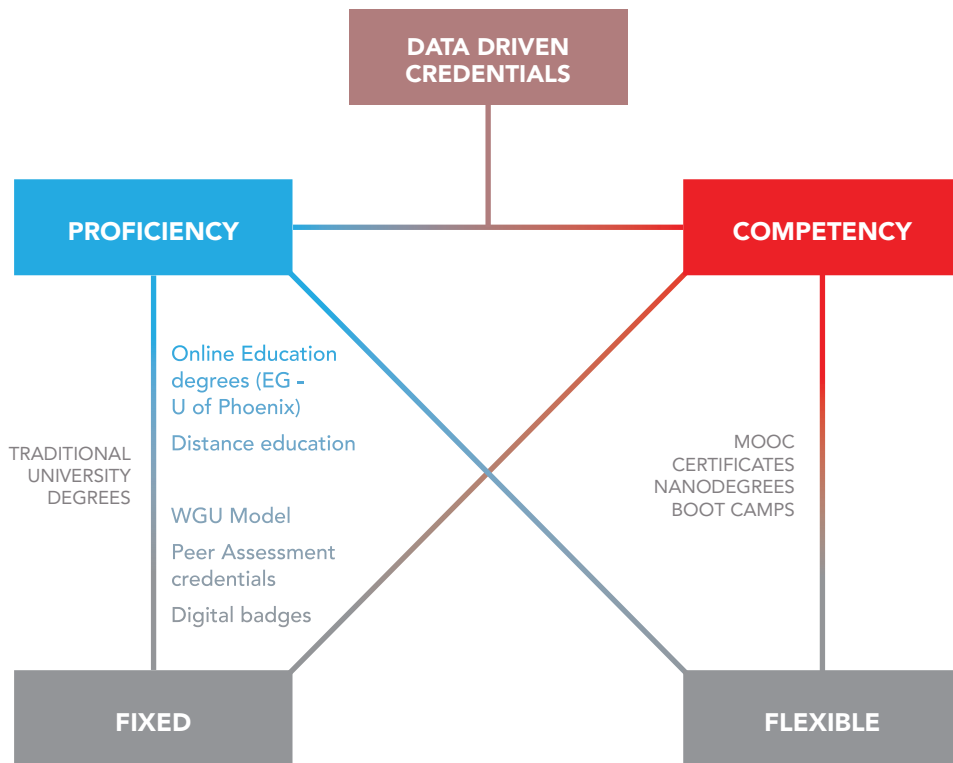 DATA DRIVEN
CREDENTIALS
PROFICIENCY
COMPETENCY
Online Education
degrees (EG -
U of Phoenix)
Distance education
TRADITIONAL
UNIVERSITY
DEGREES
WGU Model
Peer Assessment
credentials
Digital badges
MOOC
CERTIFICATES
NANODEGREES
BOOT CAMPS
FIXED
FLEXIBLE